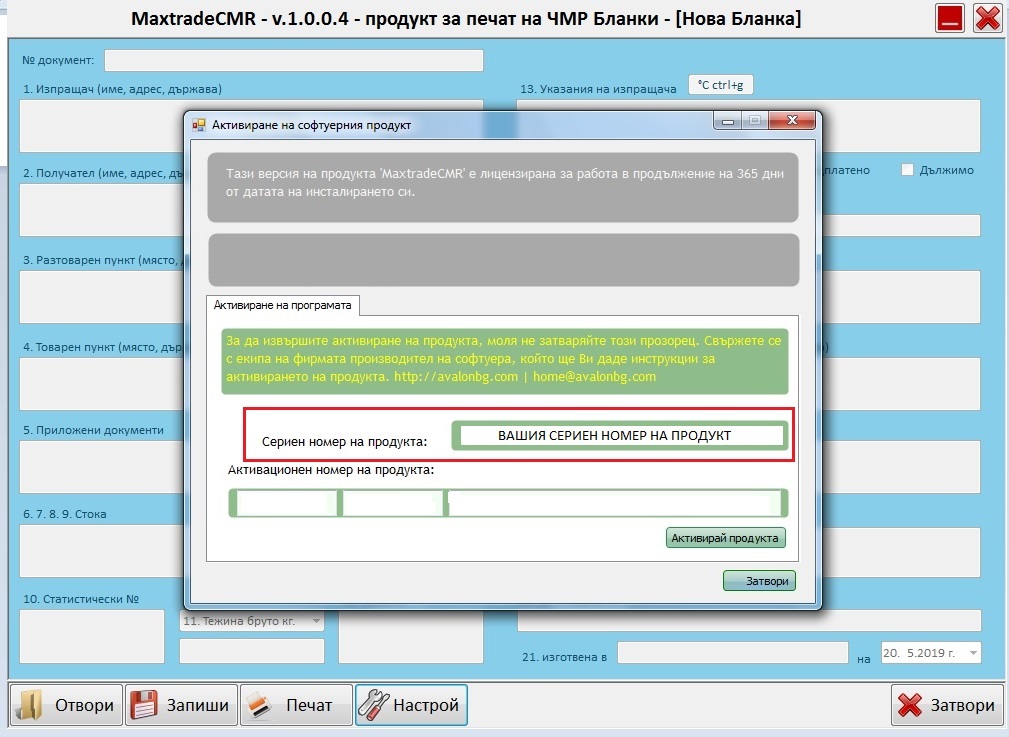 MaxtradeCMR - v.1.0.0.4 - продукт за печат на ЧМР Бланки - [Нова Бланка]
№ документ:
1. Изпращач (име, адрес, държава)
13. Указания на изпращача
°C ctrl+g
Активиране на софтуерния продукт
Тази версия на продукта 'MaxtradeCMR' е лицензирана за работа в продължение на 365 дни
от датата на инсталирането си.
2. Получател (име, адрес, дъ
платено
Дължимо
3. Разтоварен пункт (място,
Активиране на програмата
За да извършите активиране на продукта, моля не затваряйте този прозорец. Свържете се
с екипа на фирмата производител на софтуера, който ще Ви даде инструкции за
активирането на продукта. http://avalonbg.com | home@avalonbg.com
4. Товарен пункт (място, дър
)
5. Приложени документи
Сериен номер на продукта:
ВАШИЯ СЕРИЕН НОМЕР НА ПРОДУКТ
Активационен номер на продукта:
6. 7. 8. 9. Стока
Активирай продукта
Затвори
10. Статистически №
11. Тежина бруто кг.
21. изготвена в
на
20. 5.2019 г.
Отвори
Запиши
Печат
Настрой
Затвори